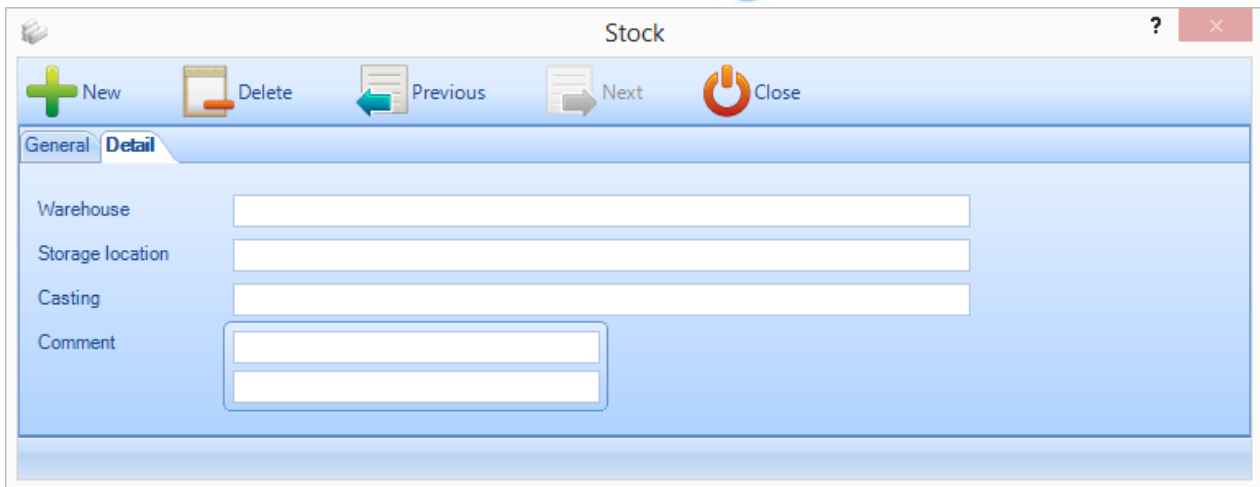 Stock ?
New Delete Previous Next Close
General Detail
Warehouse
Storage location
Casting
Comment